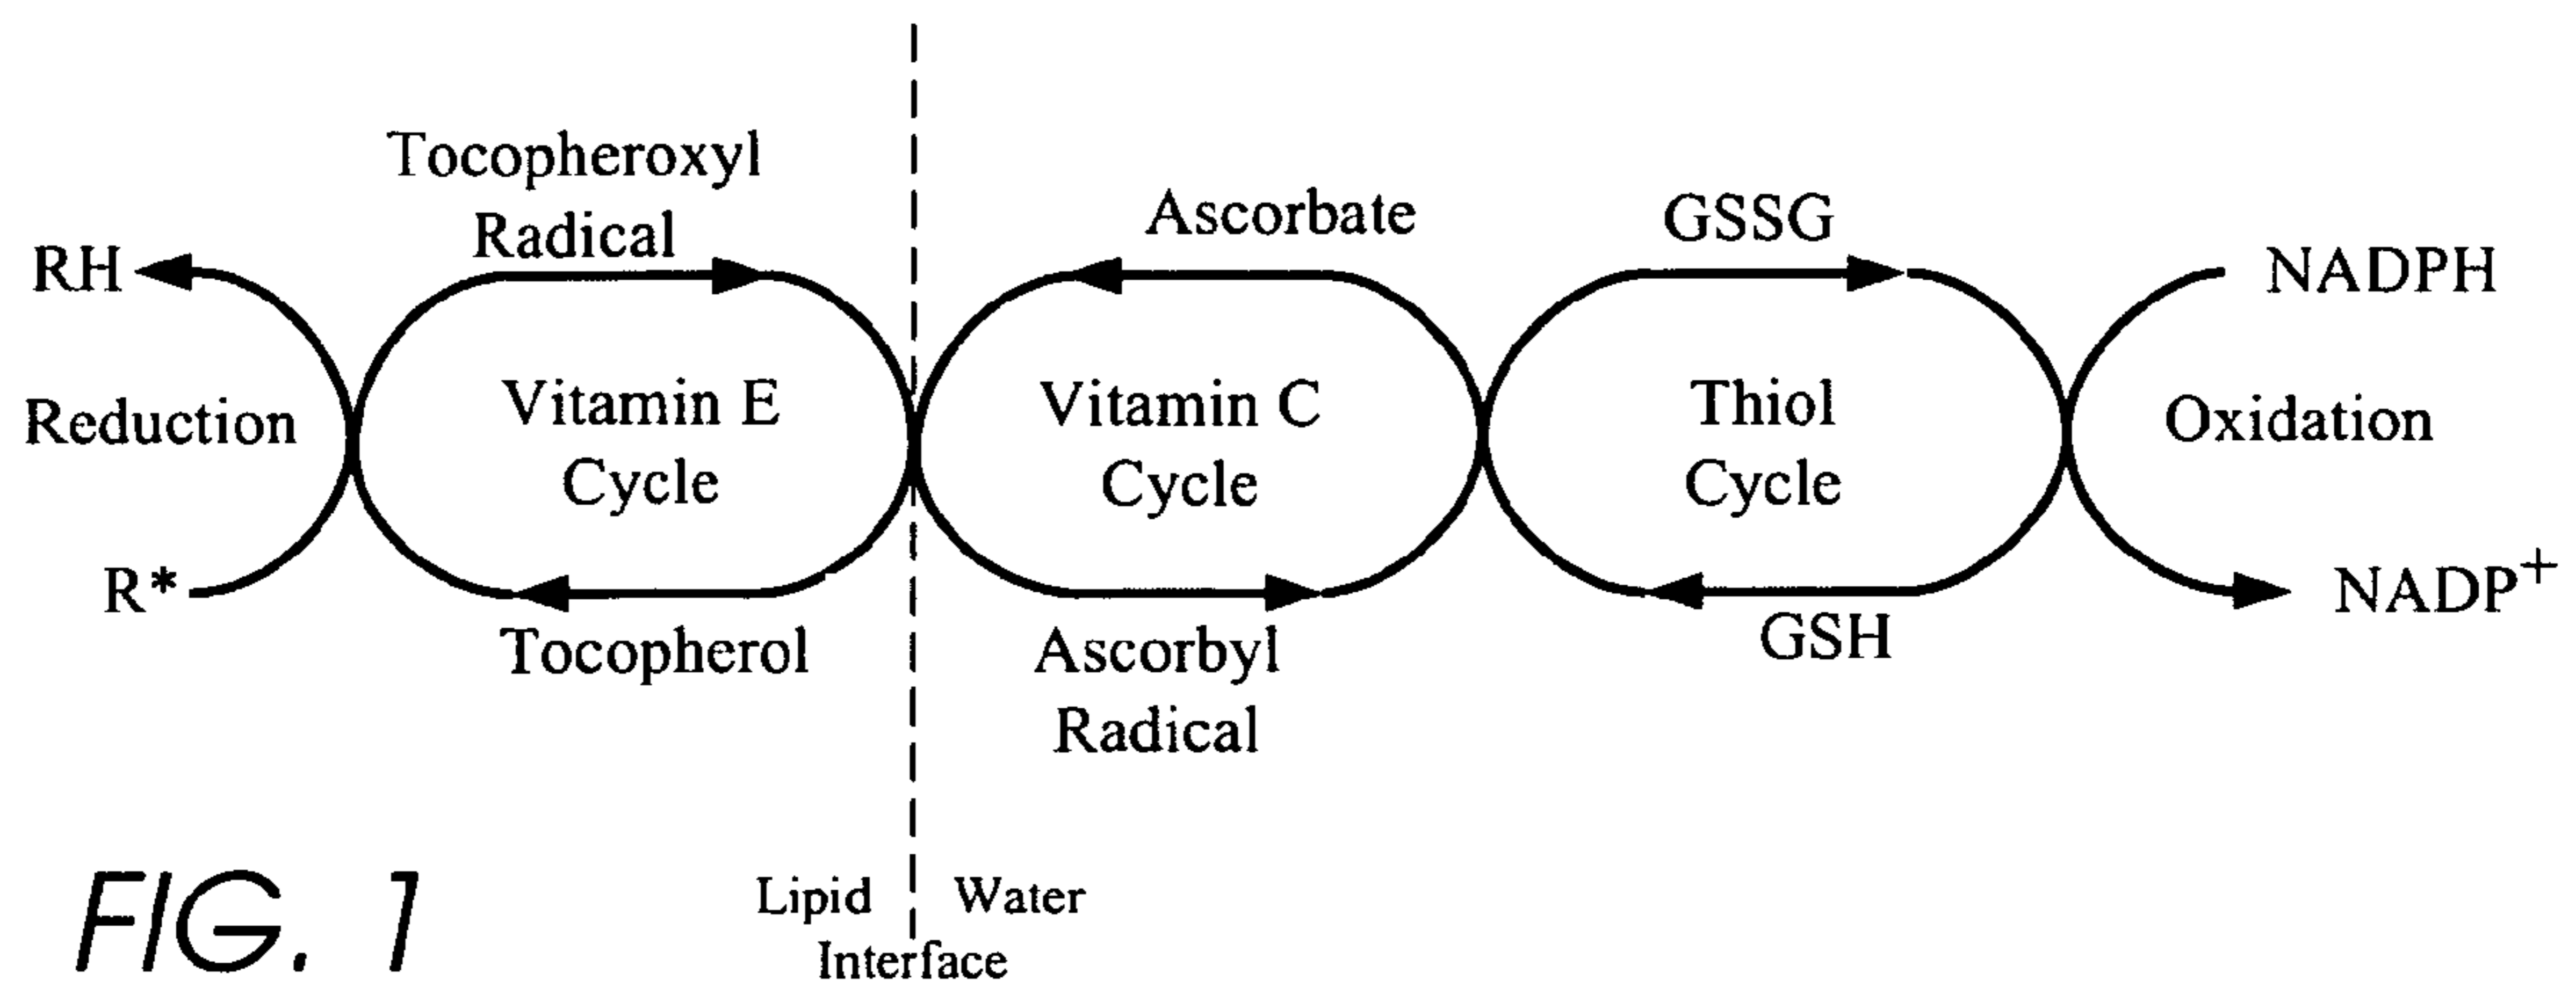 Tocopheroxyl
Radical
Ascorbate
GSSG
RH
NADPH
Reduction
Vitamin E
Cycle
Vitamin C
Cycle
Thiol
Cycle
Oxidation
R*
NADP+
Tocopherol
Ascorbyl
Radical
GSH
Lipid
Water
Interface
FIG. 1